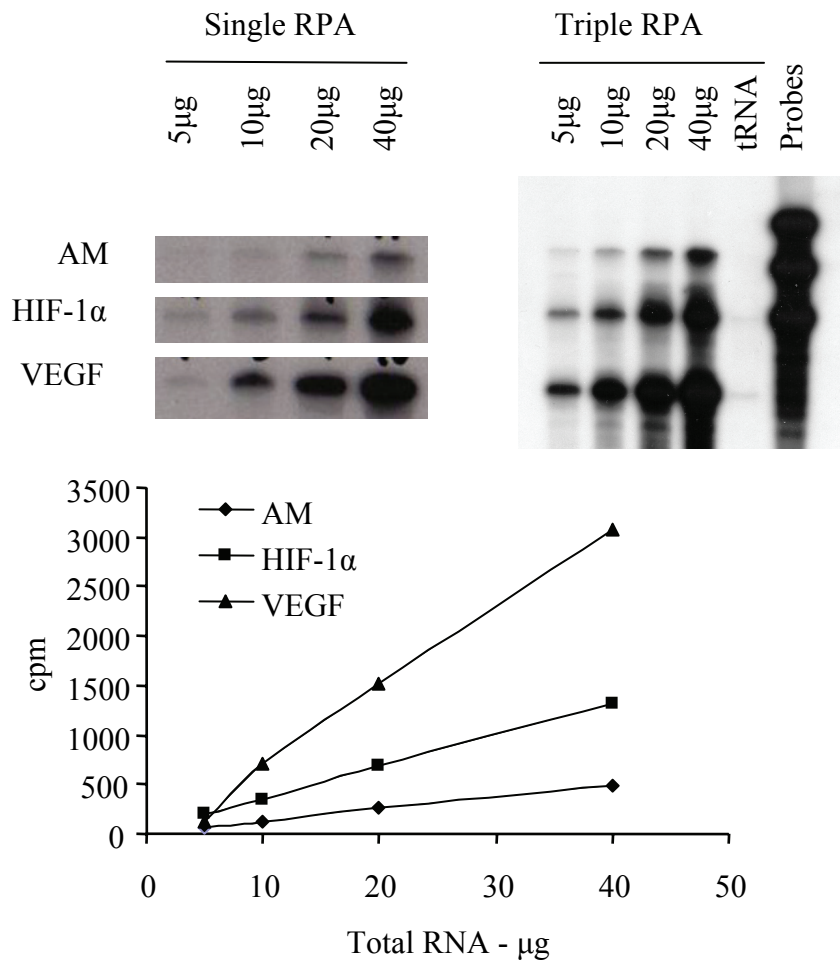 Single RPA
Triple RPA
5µg
10µg
20µg
40µg
5µg
10µg
20µg
40µg
tRNA
Probes
AM
HIF-1α
VEGF
3500
3000
2500
2000
1500
1000
500
0
cpm
AM
HIF-1α
VEGF
0
10
20
30
40
50
Total RNA - µg